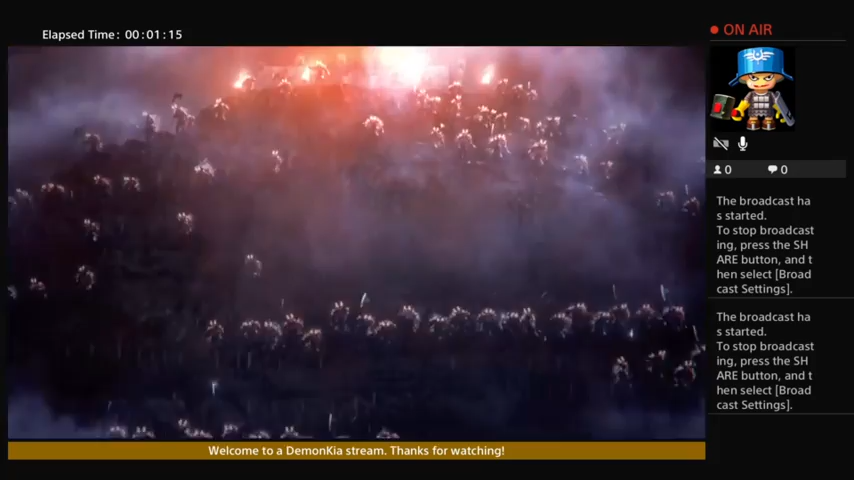 Elapsed Time: 00:01:15
ON AIR
0
0
The broadcast ha
s started.
To stop broadcast
ing, press the SH
ARE button, and t
hen select [Broad
cast Settings].
The broadcast ha
s started.
To stop broadcast
ing, press the SH
ARE button, and t
hen select [Broad
cast Settings].
Welcome to a DemonKia stream. Thanks for watching!